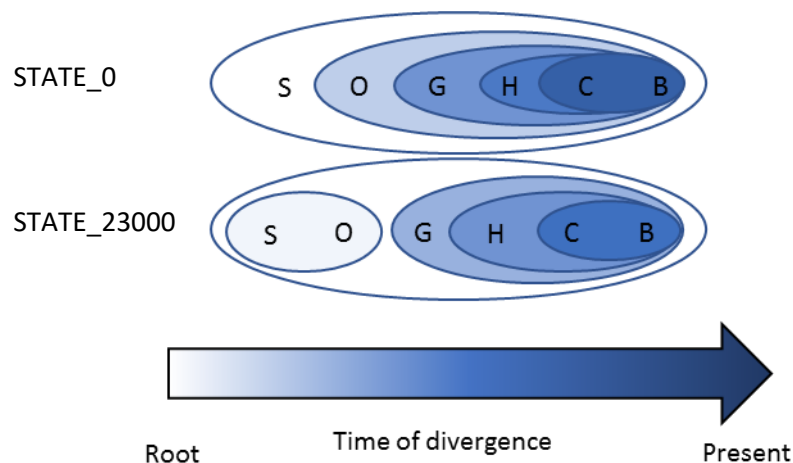 STATE_0 S O G H C B
STATE_23000 S O G H C B
Root Time of divergence Present